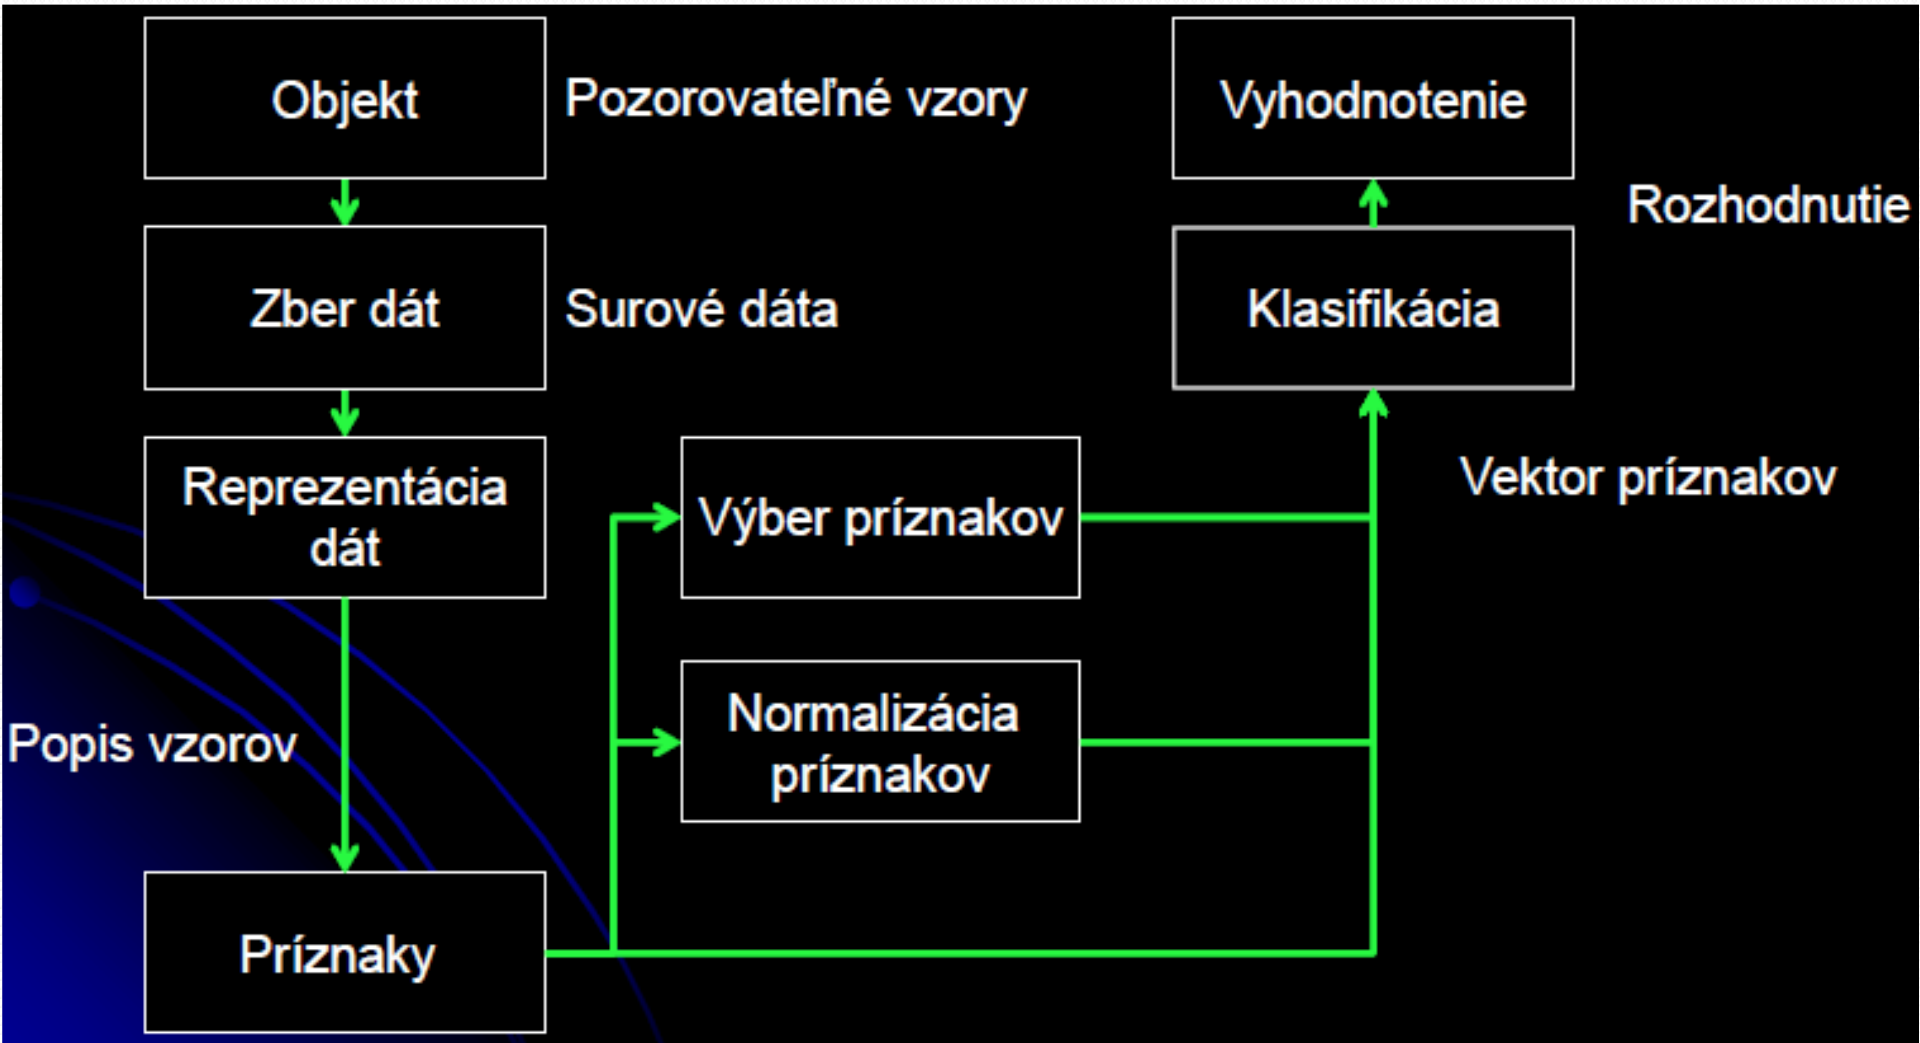 Objekt
Pozorovateľné vzory
Vyhodnotenie
Rozhodnutie
Zber dát
Surové dáta
Klasifikácia
Reprezentácia
dát
Výber príznakov
Vektor príznakov
Normalizácia
príznakov
Popis vzorov
Príznaky